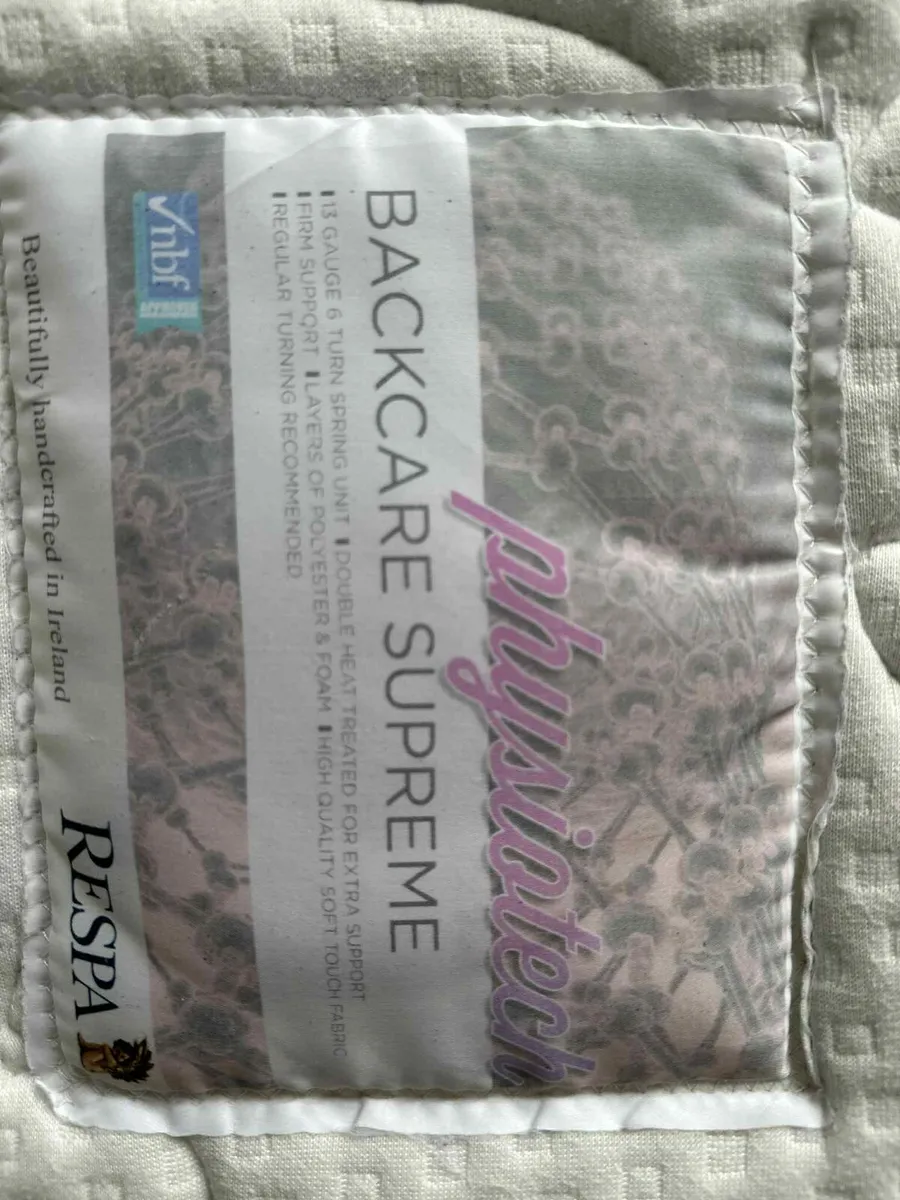 physiotech
BACKCARE SUPREME
13 GAUGE 6 TURN SPRING UNIT DOUBLE HEAT TREATED FOR EXTRA SUPPORT
FIRM SUPPORT LAYERS OF POLYESTER & FOAM HIGH QUALITY SOFT TOUCH FABRIC
REGULAR TURNING RECOMMENDED
nbf
APPROVED
Beautifully handcrafted in Ireland
RESPA